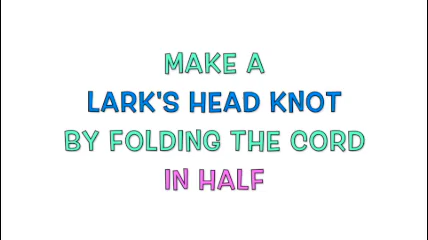 MAKE A
LARK'S HEAD KNOT
BY FOLDING THE CORD
IN HALF